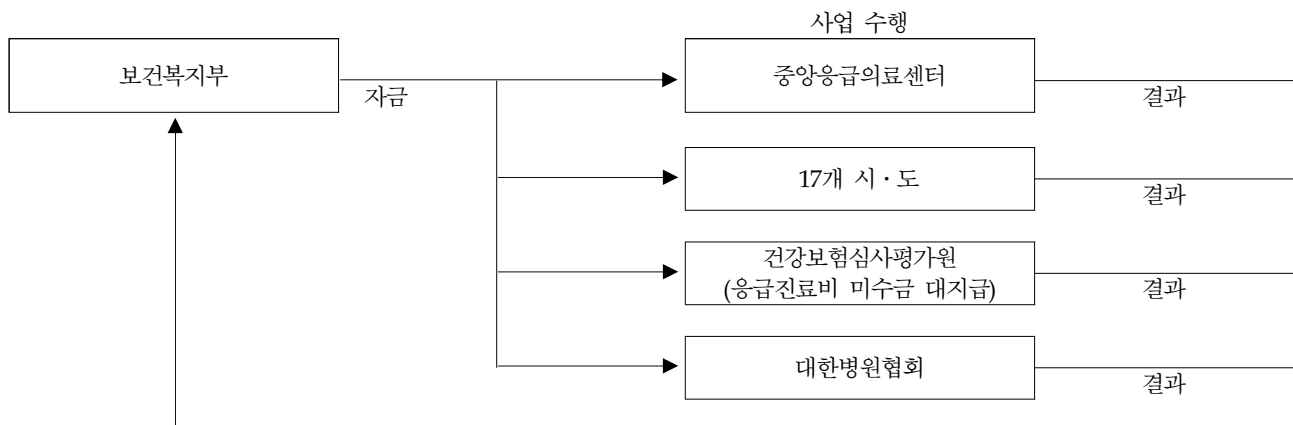 사업 수행
보건복지부
자금
중앙응급의료센터
결과
17개 시·도
결과
건강보험심사평가원
(응급진료비 미수금 대지급)
결과
대한병원협회
결과